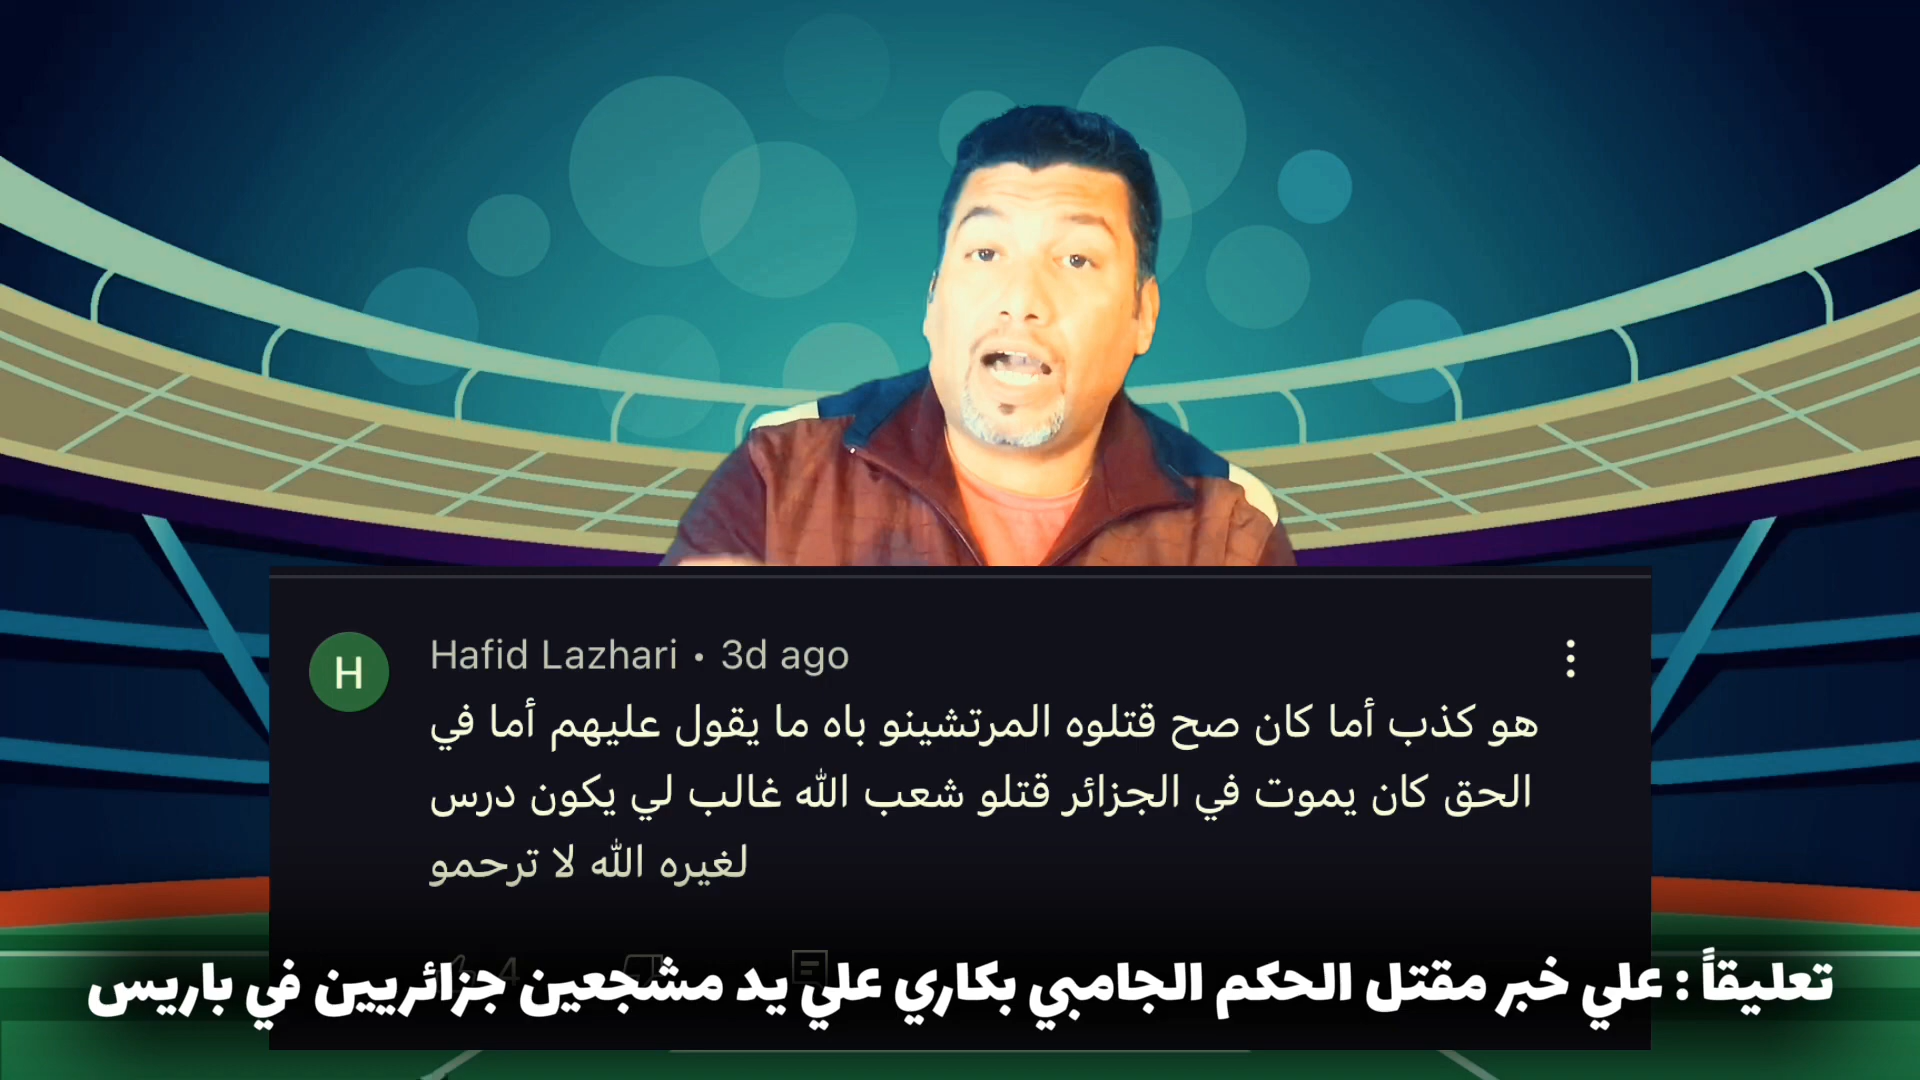 H
Hafid Lazhari • 3d ago
هو كذب أما كان صح قتلوه المرتشينو باه ما يقول عليهم أما في
الحق كان يموت في الجزائر قتلو شعب الله غالب لي يكون درس
لغيره الله لا ترحمو
4
تعليقاً : علي خبر مقتل الحكم الجامبي بكاري علي يد مشجعين جزائريين في باريس